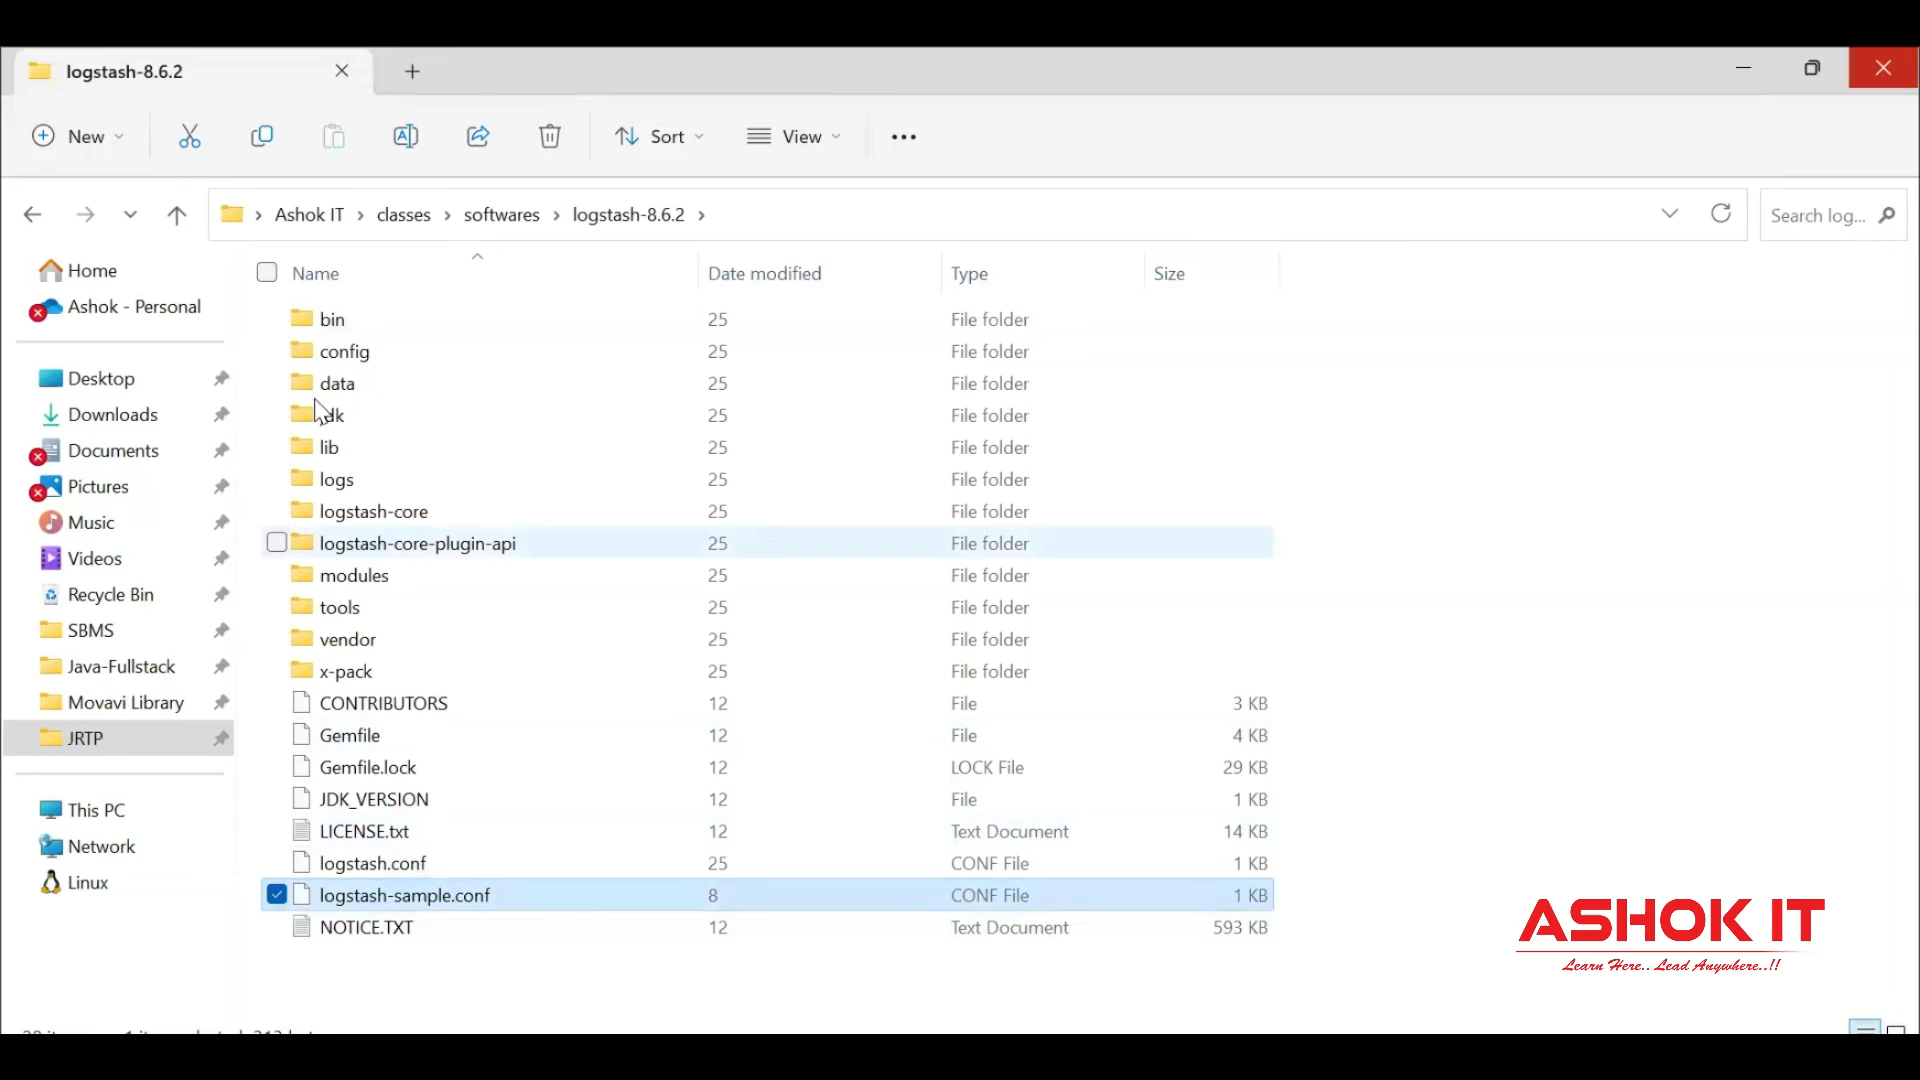 logstash-8.6.2
New
Sort
View
Ashok IT > classes > softwares > logstash-8.6.2 >
Search log...
Name Date modified Type Size
Home
Ashok - Personal
Desktop
Downloads
Documents
Pictures
Music
Videos
Recycle Bin
SBMS
Java-Fullstack
Movavi Library
JRTP
This PC
Network
Linux
bin 25 File folder
config 25 File folder
data 25 File folder
25 File folder
lib 25 File folder
logs 25 File folder
logstash-core 25 File folder
logstash-core-plugin-api 25 File folder
modules 25 File folder
tools 25 File folder
vendor 25 File folder
x-pack 25 File folder
CONTRIBUTORS 12 File 3 KB
Gemfile 12 File 4 KB
Gemfile.lock 12 LOCK File 29 KB
JDK_VERSION 12 File 1 KB
LICENSE.txt 12 Text Document 14 KB
logstash.conf 25 CONF File 1 KB
logstash-sample.conf 8 CONF File 1 KB
NOTICE.TXT 12 Text Document 593 KB
ASHOK IT
Learn Here.. Lead Anywhere..!!